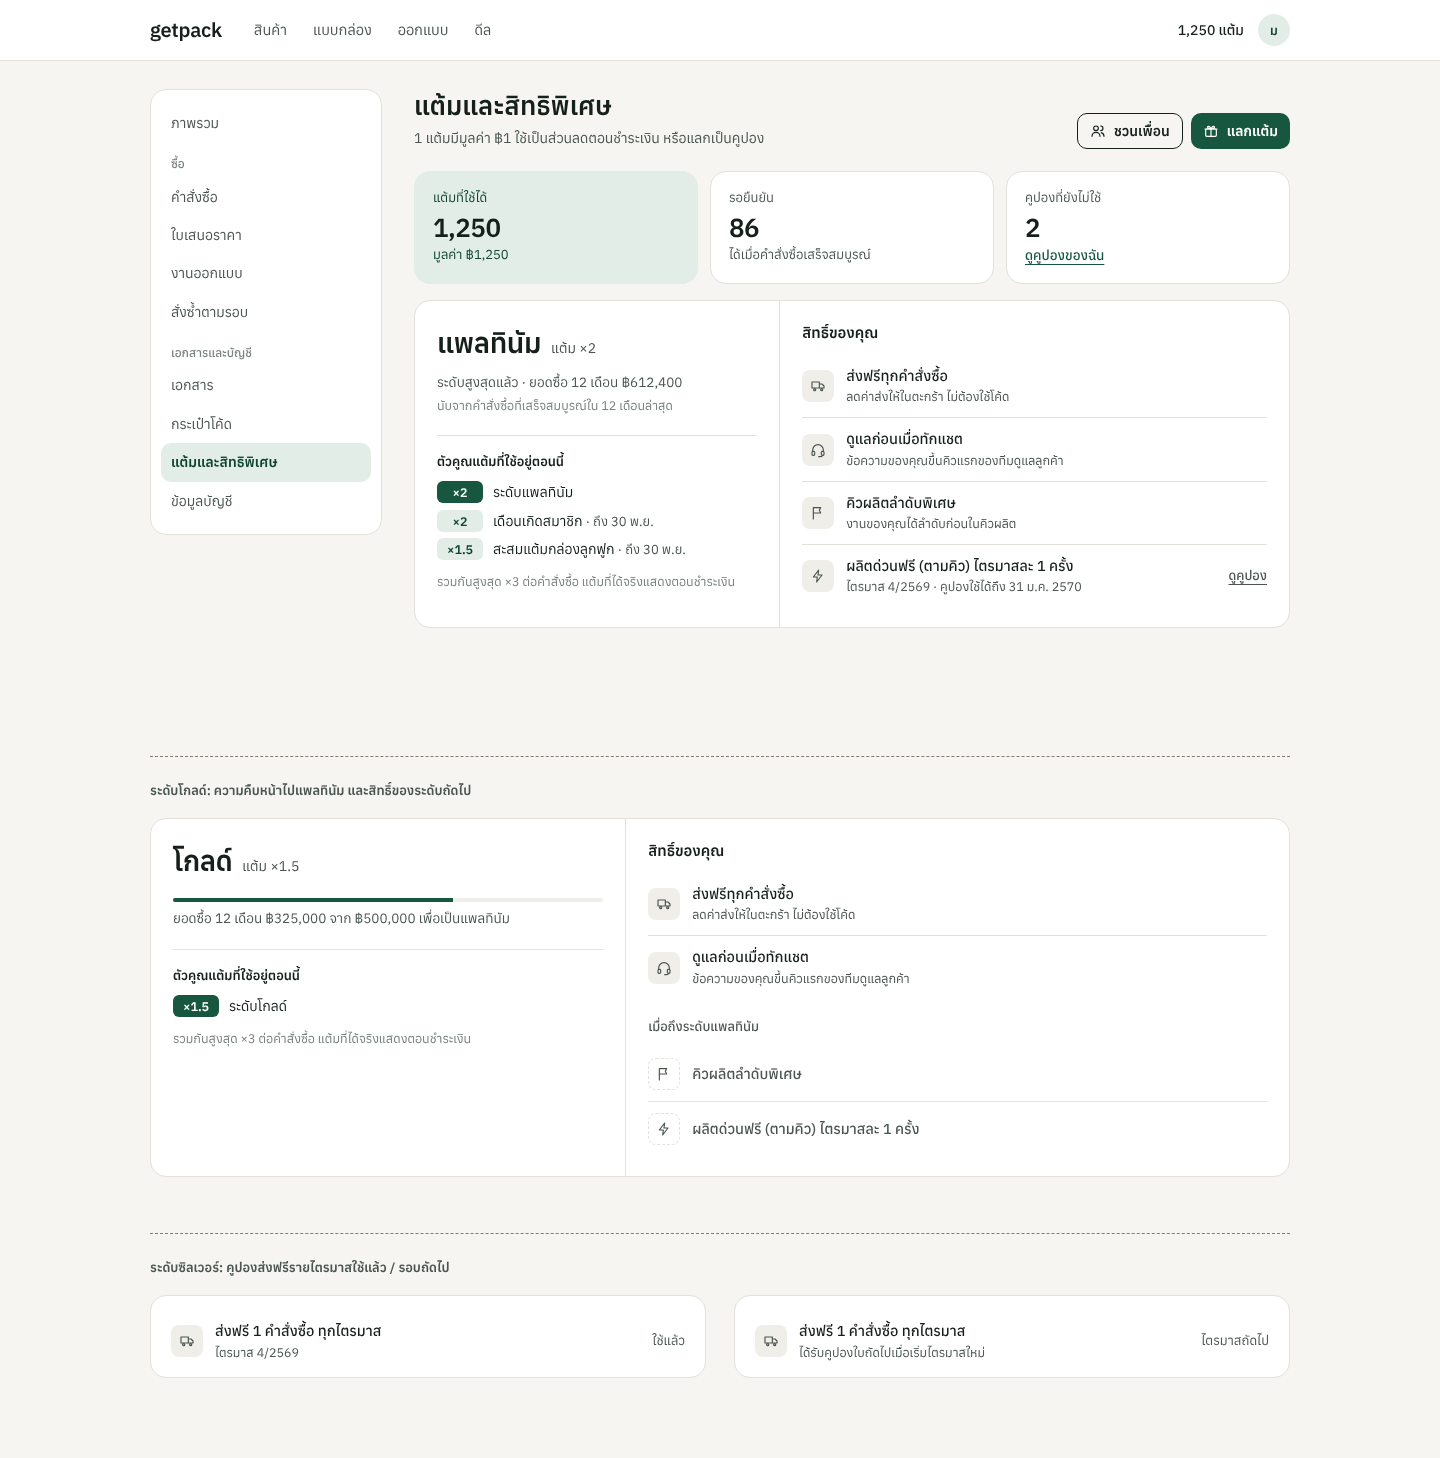 getpack
สินค้า
แบบกล่อง
ออกแบบ
ดีล
1,250 แต้ม
ม
ภาพรวม
ซื้อ
คำสั่งซื้อ
ใบเสนอราคา
งานออกแบบ
สั่งซ้ำตามรอบ
เอกสารและบัญชี
เอกสาร
กระเป๋าโค้ด
แต้มและสิทธิพิเศษ
ข้อมูลบัญชี
แต้มและสิทธิพิเศษ
1 แต้มมีมูลค่า ฿1 ใช้เป็นส่วนลดตอนชำระเงิน หรือแลกเป็นคูปอง
ชวนเพื่อน
แลกแต้ม
แต้มที่ใช้ได้
1,250
มูลค่า ฿1,250
รอยืนยัน
86
ได้เมื่อคำสั่งซื้อเสร็จสมบูรณ์
คูปองที่ยังไม่ใช้
2
ดูคูปองของฉัน
แพลทินัม แต้ม ×2
ระดับสูงสุดแล้ว · ยอดซื้อ 12 เดือน ฿612,400
นับจากคำสั่งซื้อที่เสร็จสมบูรณ์ใน 12 เดือนล่าสุด
ตัวคูณแต้มที่ใช้อยู่ตอนนี้
×2 ระดับแพลทินัม
×2 เดือนเกิดสมาชิก · ถึง 30 พ.ย.
×1.5 สะสมแต้มกล่องลูกฟูก · ถึง 30 พ.ย.
รวมกันสูงสุด ×3 ต่อคำสั่งซื้อ แต้มที่ได้จริงแสดงตอนชำระเงิน
สิทธิ์ของคุณ
ส่งฟรีทุกคำสั่งซื้อ
ลดค่าส่งให้ในตะกร้า ไม่ต้องใช้โค้ด
ดูแลก่อนเมื่อทักแชต
ข้อความของคุณขึ้นคิวแรกของทีมดูแลลูกค้า
คิวผลิตลำดับพิเศษ
งานของคุณได้ลำดับก่อนในคิวผลิต
ผลิตด่วนฟรี (ตามคิว) ไตรมาสละ 1 ครั้ง
ไตรมาส 4/2569 · คูปองใช้ได้ถึง 31 ม.ค. 2570
ดูคูปอง
ระดับโกลด์: ความคืบหน้าไปแพลทินัม และสิทธิ์ของระดับถัดไป
โกลด์ แต้ม ×1.5
ยอดซื้อ 12 เดือน ฿325,000 จาก ฿500,000 เพื่อเป็นแพลทินัม
ตัวคูณแต้มที่ใช้อยู่ตอนนี้
×1.5 ระดับโกลด์
รวมกันสูงสุด ×3 ต่อคำสั่งซื้อ แต้มที่ได้จริงแสดงตอนชำระเงิน
สิทธิ์ของคุณ
ส่งฟรีทุกคำสั่งซื้อ
ลดค่าส่งให้ในตะกร้า ไม่ต้องใช้โค้ด
ดูแลก่อนเมื่อทักแชต
ข้อความของคุณขึ้นคิวแรกของทีมดูแลลูกค้า
เมื่อถึงระดับแพลทินัม
คิวผลิตลำดับพิเศษ
ผลิตด่วนฟรี (ตามคิว) ไตรมาสละ 1 ครั้ง
ระดับซิลเวอร์: คูปองส่งฟรีรายไตรมาสใช้แล้ว / รอบถัดไป
ส่งฟรี 1 คำสั่งซื้อ ทุกไตรมาส
ไตรมาส 4/2569
ใช้แล้ว
ส่งฟรี 1 คำสั่งซื้อ ทุกไตรมาส
ได้รับคูปองใบถัดไปเมื่อเริ่มไตรมาสใหม่
ไตรมาสถัดไป